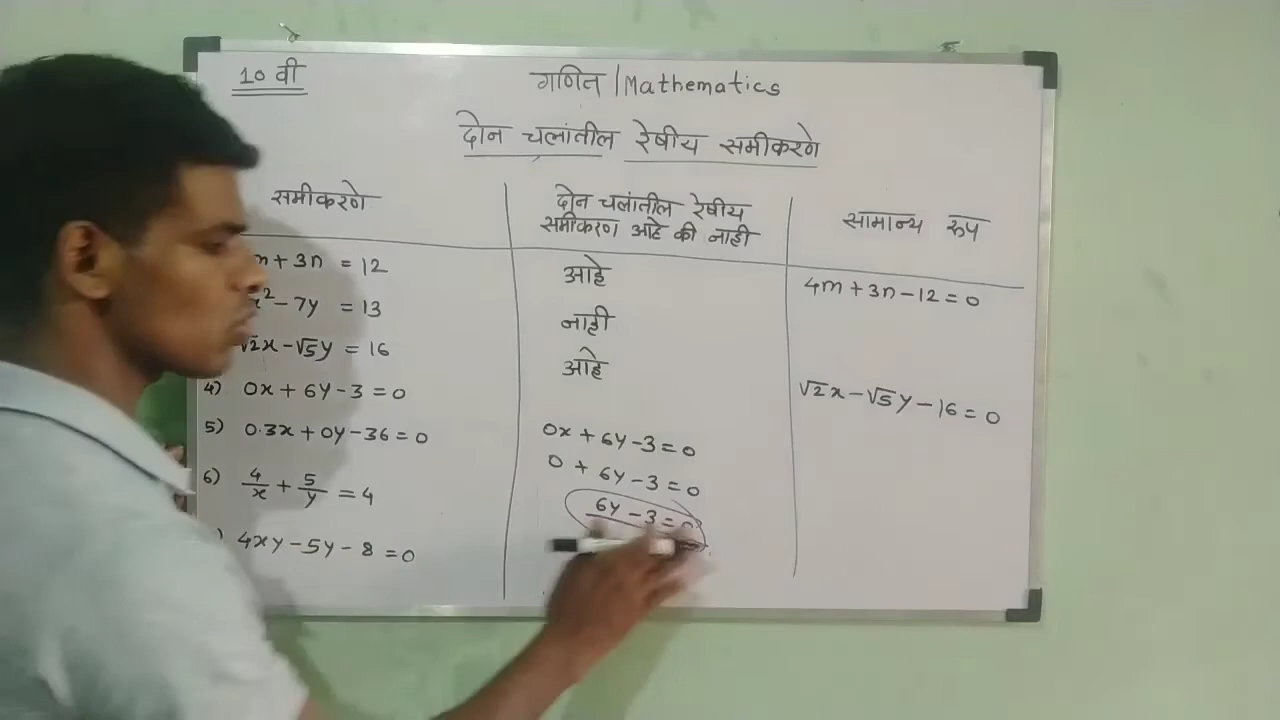 10 वी
गणित | Mathematics
दोन चलांतील रेषीय समीकरणे
समीकरणे
दोन चलांतील रेषीय
समीकरण आहे की नाही
सामान्य रुप
m + 3n = 12
आहे
4m + 3n - 12 = 0
x² - 7y = 13
नाही
√2x - √5y = 16
आहे
√2x - √5y - 16 = 0
4) 0x + 6y - 3 = 0
5) 0.3x + 0y - 36 = 0
6) 4/x + 5/y = 4
) 4xy - 5y - 8 = 0
0x + 6y - 3 = 0
0 + 6y - 3 = 0
6y - 3 = 0